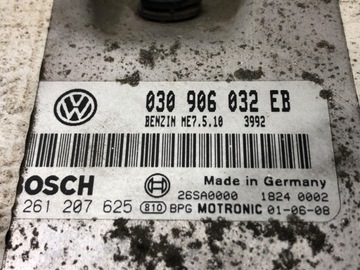 030 906 032 EB
BENZIN ME7.5.10 3992
BOSCH
Made in Germany
26SA0000 1824 0002
261 207 625 810 BPG MOTRONIC 01-06-08